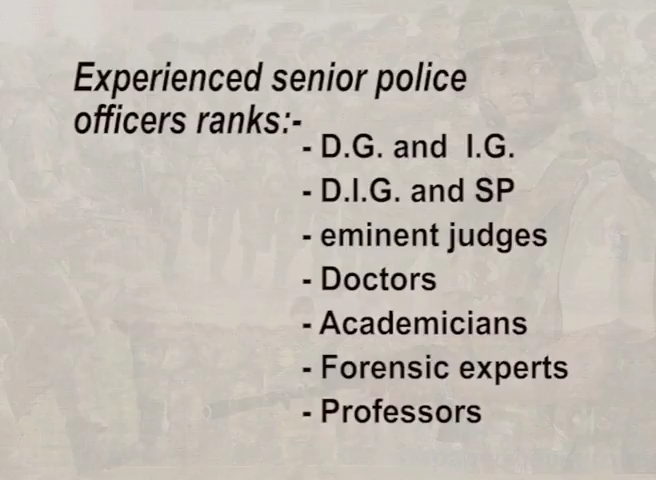 Experienced senior police
officers ranks:-
- D.G. and I.G.
- D.I.G. and SP
- eminent judges
- Doctors
- Academicians
- Forensic experts
- Professors